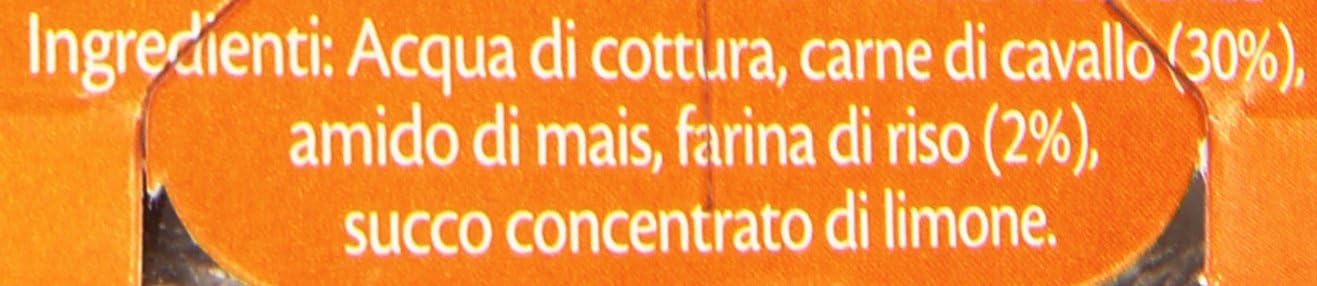 Ingredienti: Acqua di cottura, carne di cavallo (30%),
amido di mais, farina di riso (2%),
succo concentrato di limone.